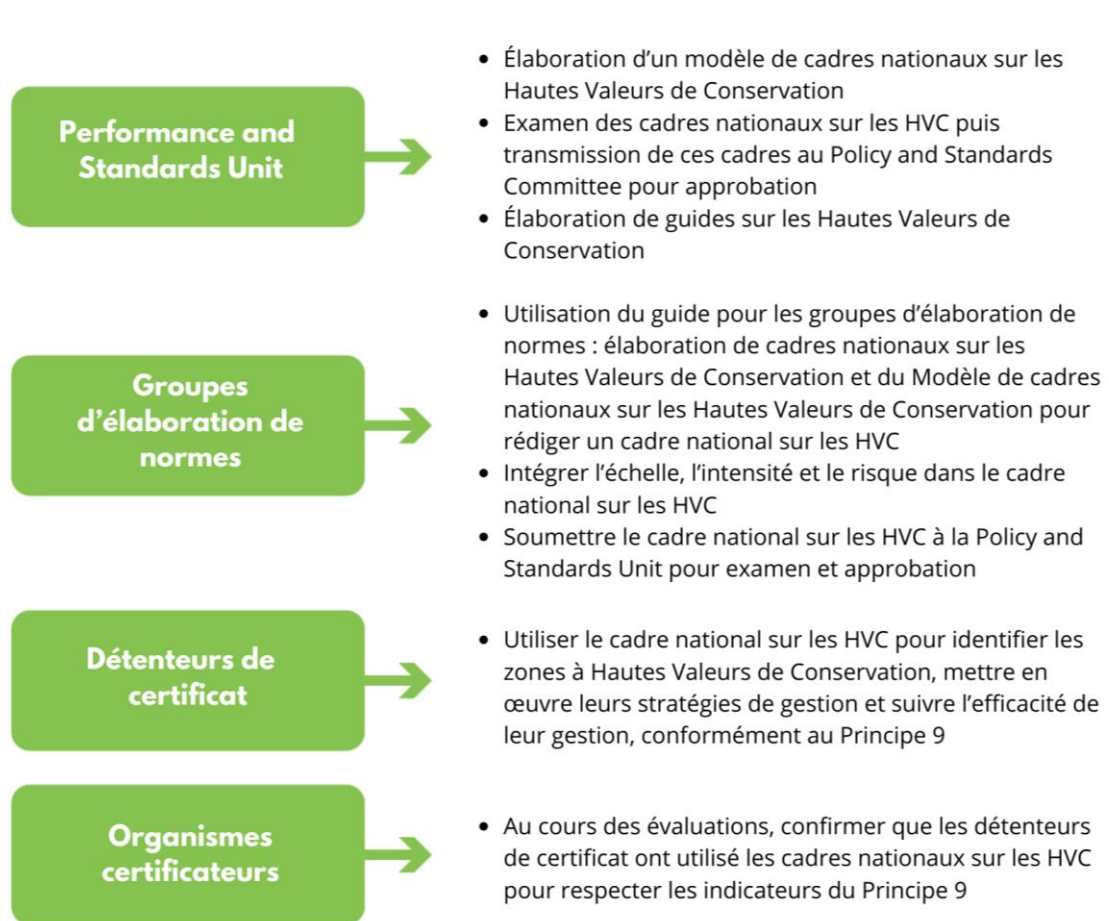 Performance and
Standards Unit
• Élaboration d’un modèle de cadres nationaux sur les
Hautes Valeurs de Conservation
• Examen des cadres nationaux sur les HVC puis
transmission de ces cadres au Policy and Standards
Committee pour approbation
• Élaboration de guides sur les Hautes Valeurs de
Conservation
Groupes
d’élaboration de
normes
• Utilisation du guide pour les groupes d’élaboration de
normes : élaboration de cadres nationaux sur les
Hautes Valeurs de Conservation et du Modèle de cadres
nationaux sur les Hautes Valeurs de Conservation pour
rédiger un cadre national sur les HVC
• Intégrer l’échelle, l’intensité et le risque dans le cadre
national sur les HVC
• Soumettre le cadre national sur les HVC à la Policy and
Standards Unit pour examen et approbation
Détenteurs de
certificat
• Utiliser le cadre national sur les HVC pour identifier les
zones à Hautes Valeurs de Conservation, mettre en
œuvre leurs stratégies de gestion et suivre l’efficacité de
leur gestion, conformément au Principe 9
Organismes
certificateurs
• Au cours des évaluations, confirmer que les détenteurs
de certificat ont utilisé les cadres nationaux sur les HVC
pour respecter les indicateurs du Principe 9